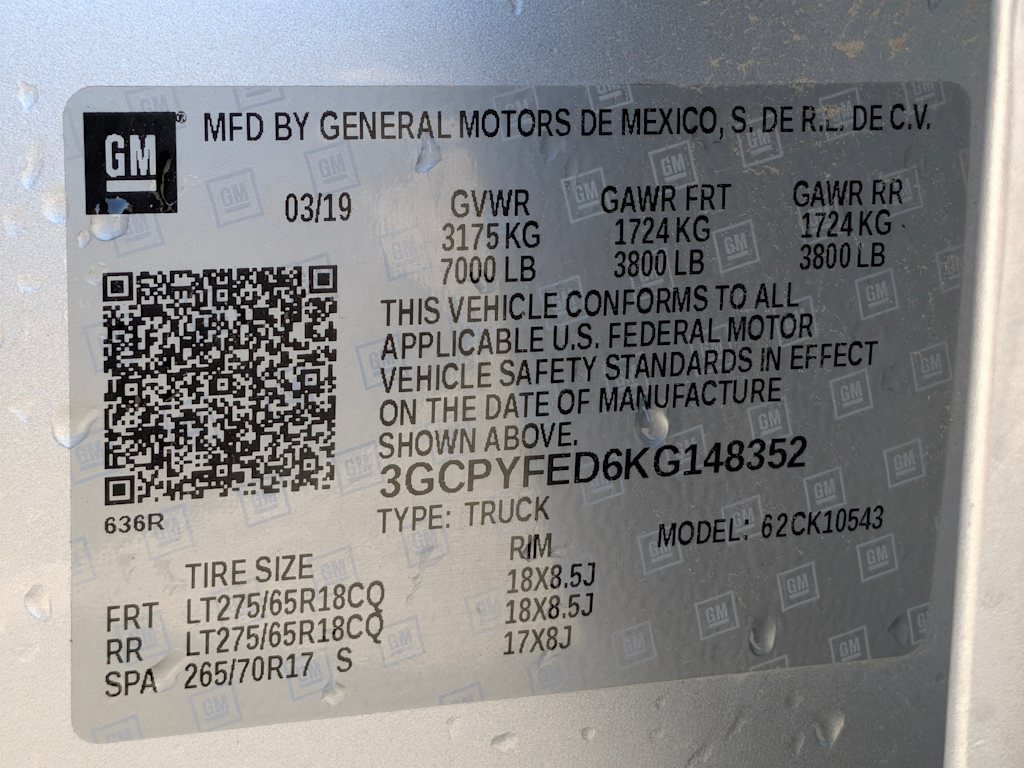 GM® MFD BY GENERAL MOTORS DE MEXICO, S. DE R.L. DE C.V.
03/19 GVWR GAWR FRT GAWR RR
3175 KG 1724 KG 1724 KG
7000 LB 3800 LB 3800 LB
THIS VEHICLE CONFORMS TO ALL
APPLICABLE U.S. FEDERAL MOTOR
VEHICLE SAFETY STANDARDS IN EFFECT
ON THE DATE OF MANUFACTURE
SHOWN ABOVE.
3GCPYFED6KG148352
636R
TYPE: TRUCK MODEL: 62CK10543
TIRE SIZE RIM
FRT LT275/65R18CQ 18X8.5J
RR LT275/65R18CQ 18X8.5J
SPA 265/70R17 S 17X8J